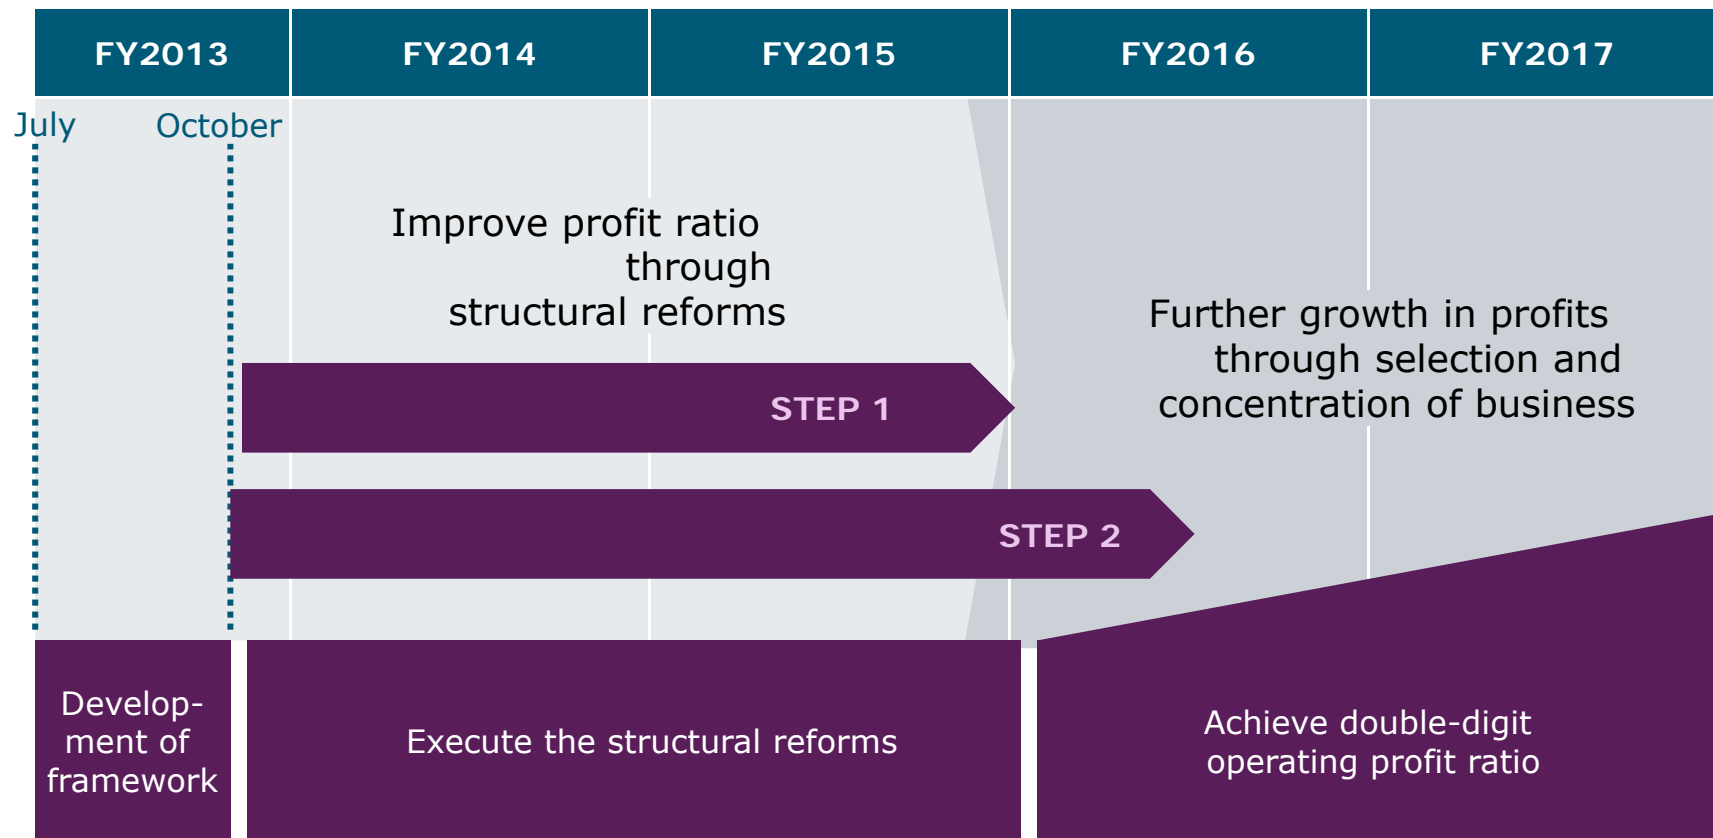 FY2013
FY2014
FY2015
FY2016
FY2017
July
October
Improve profit ratio
through
structural reforms
Further growth in profits
through selection and
concentration of business
STEP 1
STEP 2
Develop-
ment of
framework
Execute the structural reforms
Achieve double-digit
operating profit ratio